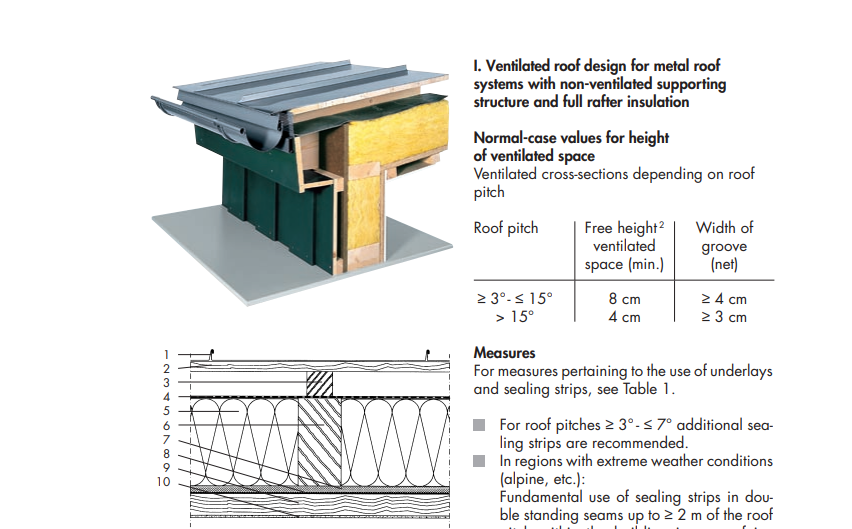 I. Ventilated roof design for metal roof
systems with non-ventilated supporting
structure and full rafter insulation
Normal-case values for height
of ventilated space
Ventilated cross-sections depending on roof
pitch
Roof pitch
Free height²
ventilated
space (min.)
Width of
groove
(net)
≥ 3°- ≤ 15° 8 cm ≥ 4 cm
> 15° 4 cm ≥ 3 cm
1
2
3
4
5
6
7
8
9
10
Measures
For measures pertaining to the use of underlays
and sealing strips, see Table 1.
For roof pitches ≥ 3°- ≤ 7° additional sea-
ling strips are recommended.
In regions with extreme weather conditions
(alpine, etc.):
Fundamental use of sealing strips in dou-
ble standing seams up to ≥ 2 m of the roof